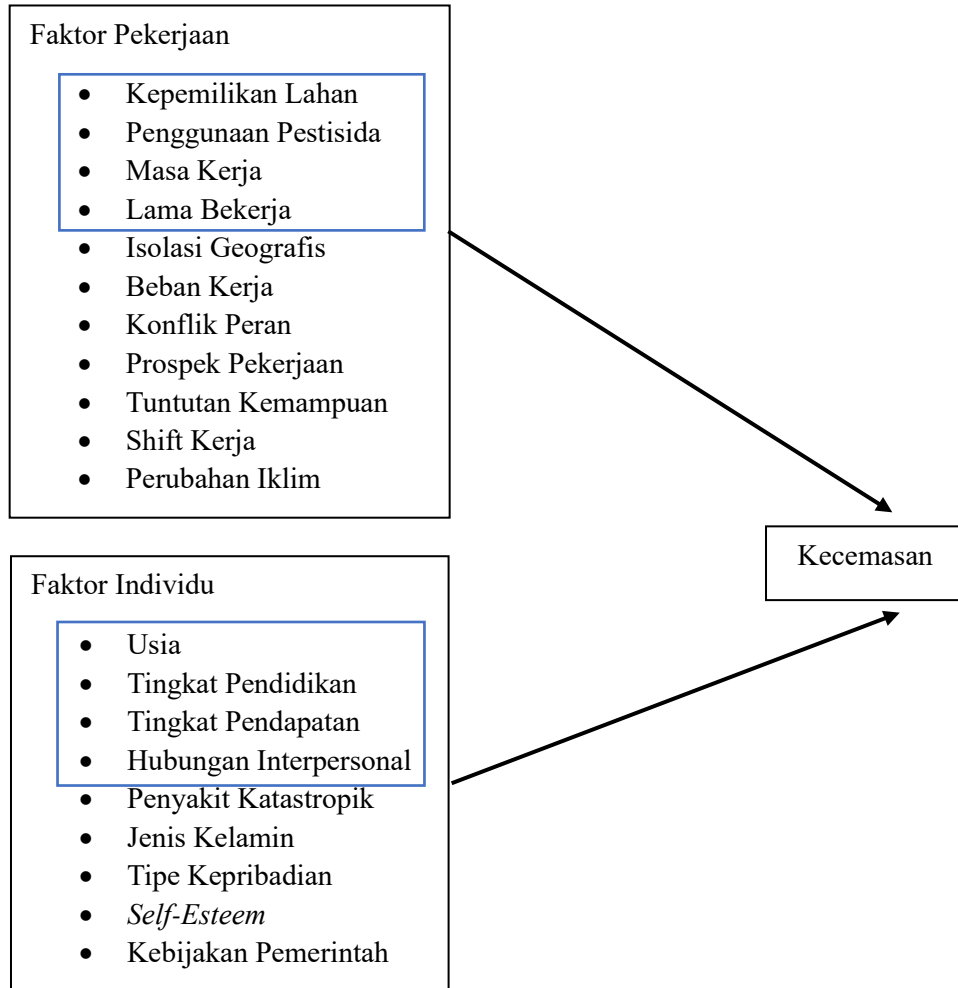 Faktor Pekerjaan
• Kepemilikan Lahan
• Penggunaan Pestisida
• Masa Kerja
• Lama Bekerja
• Isolasi Geografis
• Beban Kerja
• Konflik Peran
• Prospek Pekerjaan
• Tuntutan Kemampuan
• Shift Kerja
• Perubahan Iklim
Kecemasan
Faktor Individu
• Usia
• Tingkat Pendidikan
• Tingkat Pendapatan
• Hubungan Interpersonal
• Penyakit Katastropik
• Jenis Kelamin
• Tipe Kepribadian
• Self-Esteem
• Kebijakan Pemerintah